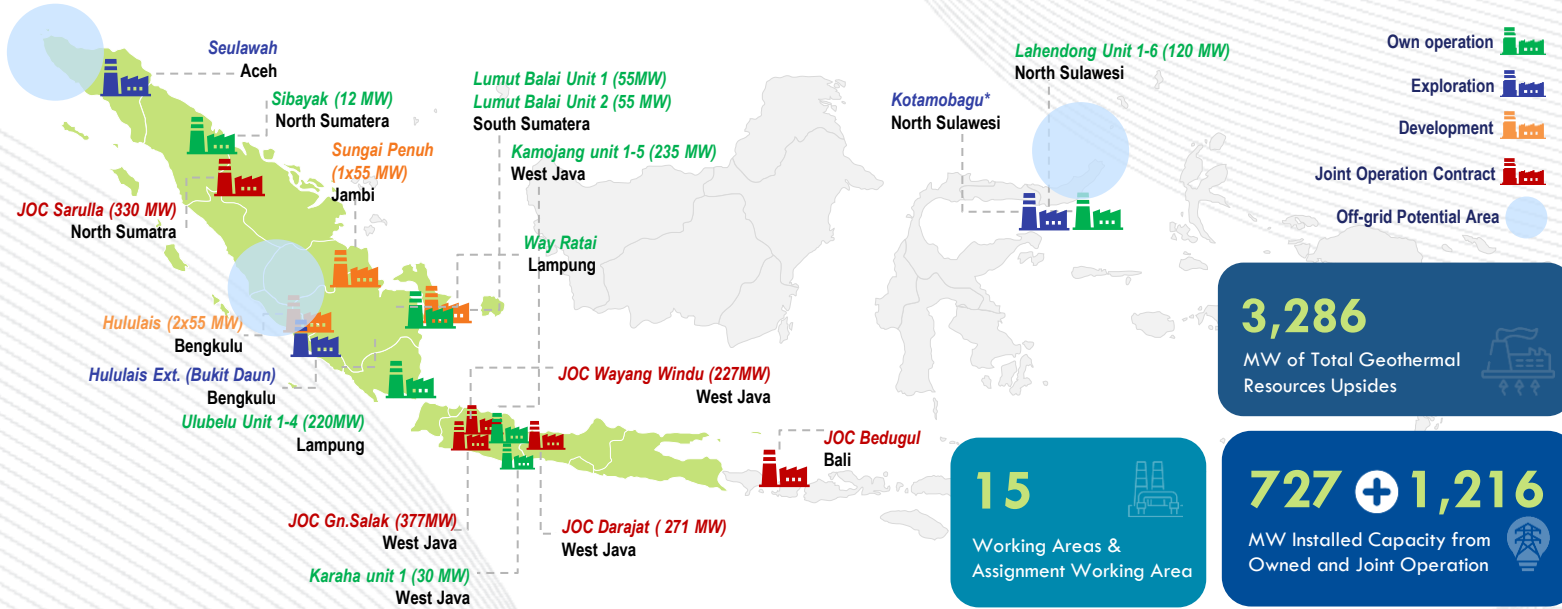 Seulawah
Aceh
Sibayak (12 MW)
North Sumatera
JOC Sarulla (330 MW)
North Sumatra
Sungai Penuh
(1x55 MW)
Jambi
Lumut Balai Unit 1 (55MW)
Lumut Balai Unit 2 (55 MW)
South Sumatera
Kamojang unit 1-5 (235 MW)
West Java
Way Ratai
Lampung
Hululais (2x55 MW)
Bengkulu
Hululais Ext. (Bukit Daun)
Bengkulu
Ulubelu Unit 1-4 (220MW)
Lampung
JOC Wayang Windu (227MW)
West Java
JOC Gn.Salak (377MW)
West Java
Karaha unit 1 (30 MW)
West Java
JOC Darajat ( 271 MW)
West Java
JOC Bedugul
Bali
Kotamobagu*
North Sulawesi
Lahendong Unit 1-6 (120 MW)
North Sulawesi
Own operation
Exploration
Development
Joint Operation Contract
Off-grid Potential Area
3,286
MW of Total Geothermal
Resources Upsides
15
Working Areas &
Assignment Working Area
727 + 1,216
MW Installed Capacity from
Owned and Joint Operation